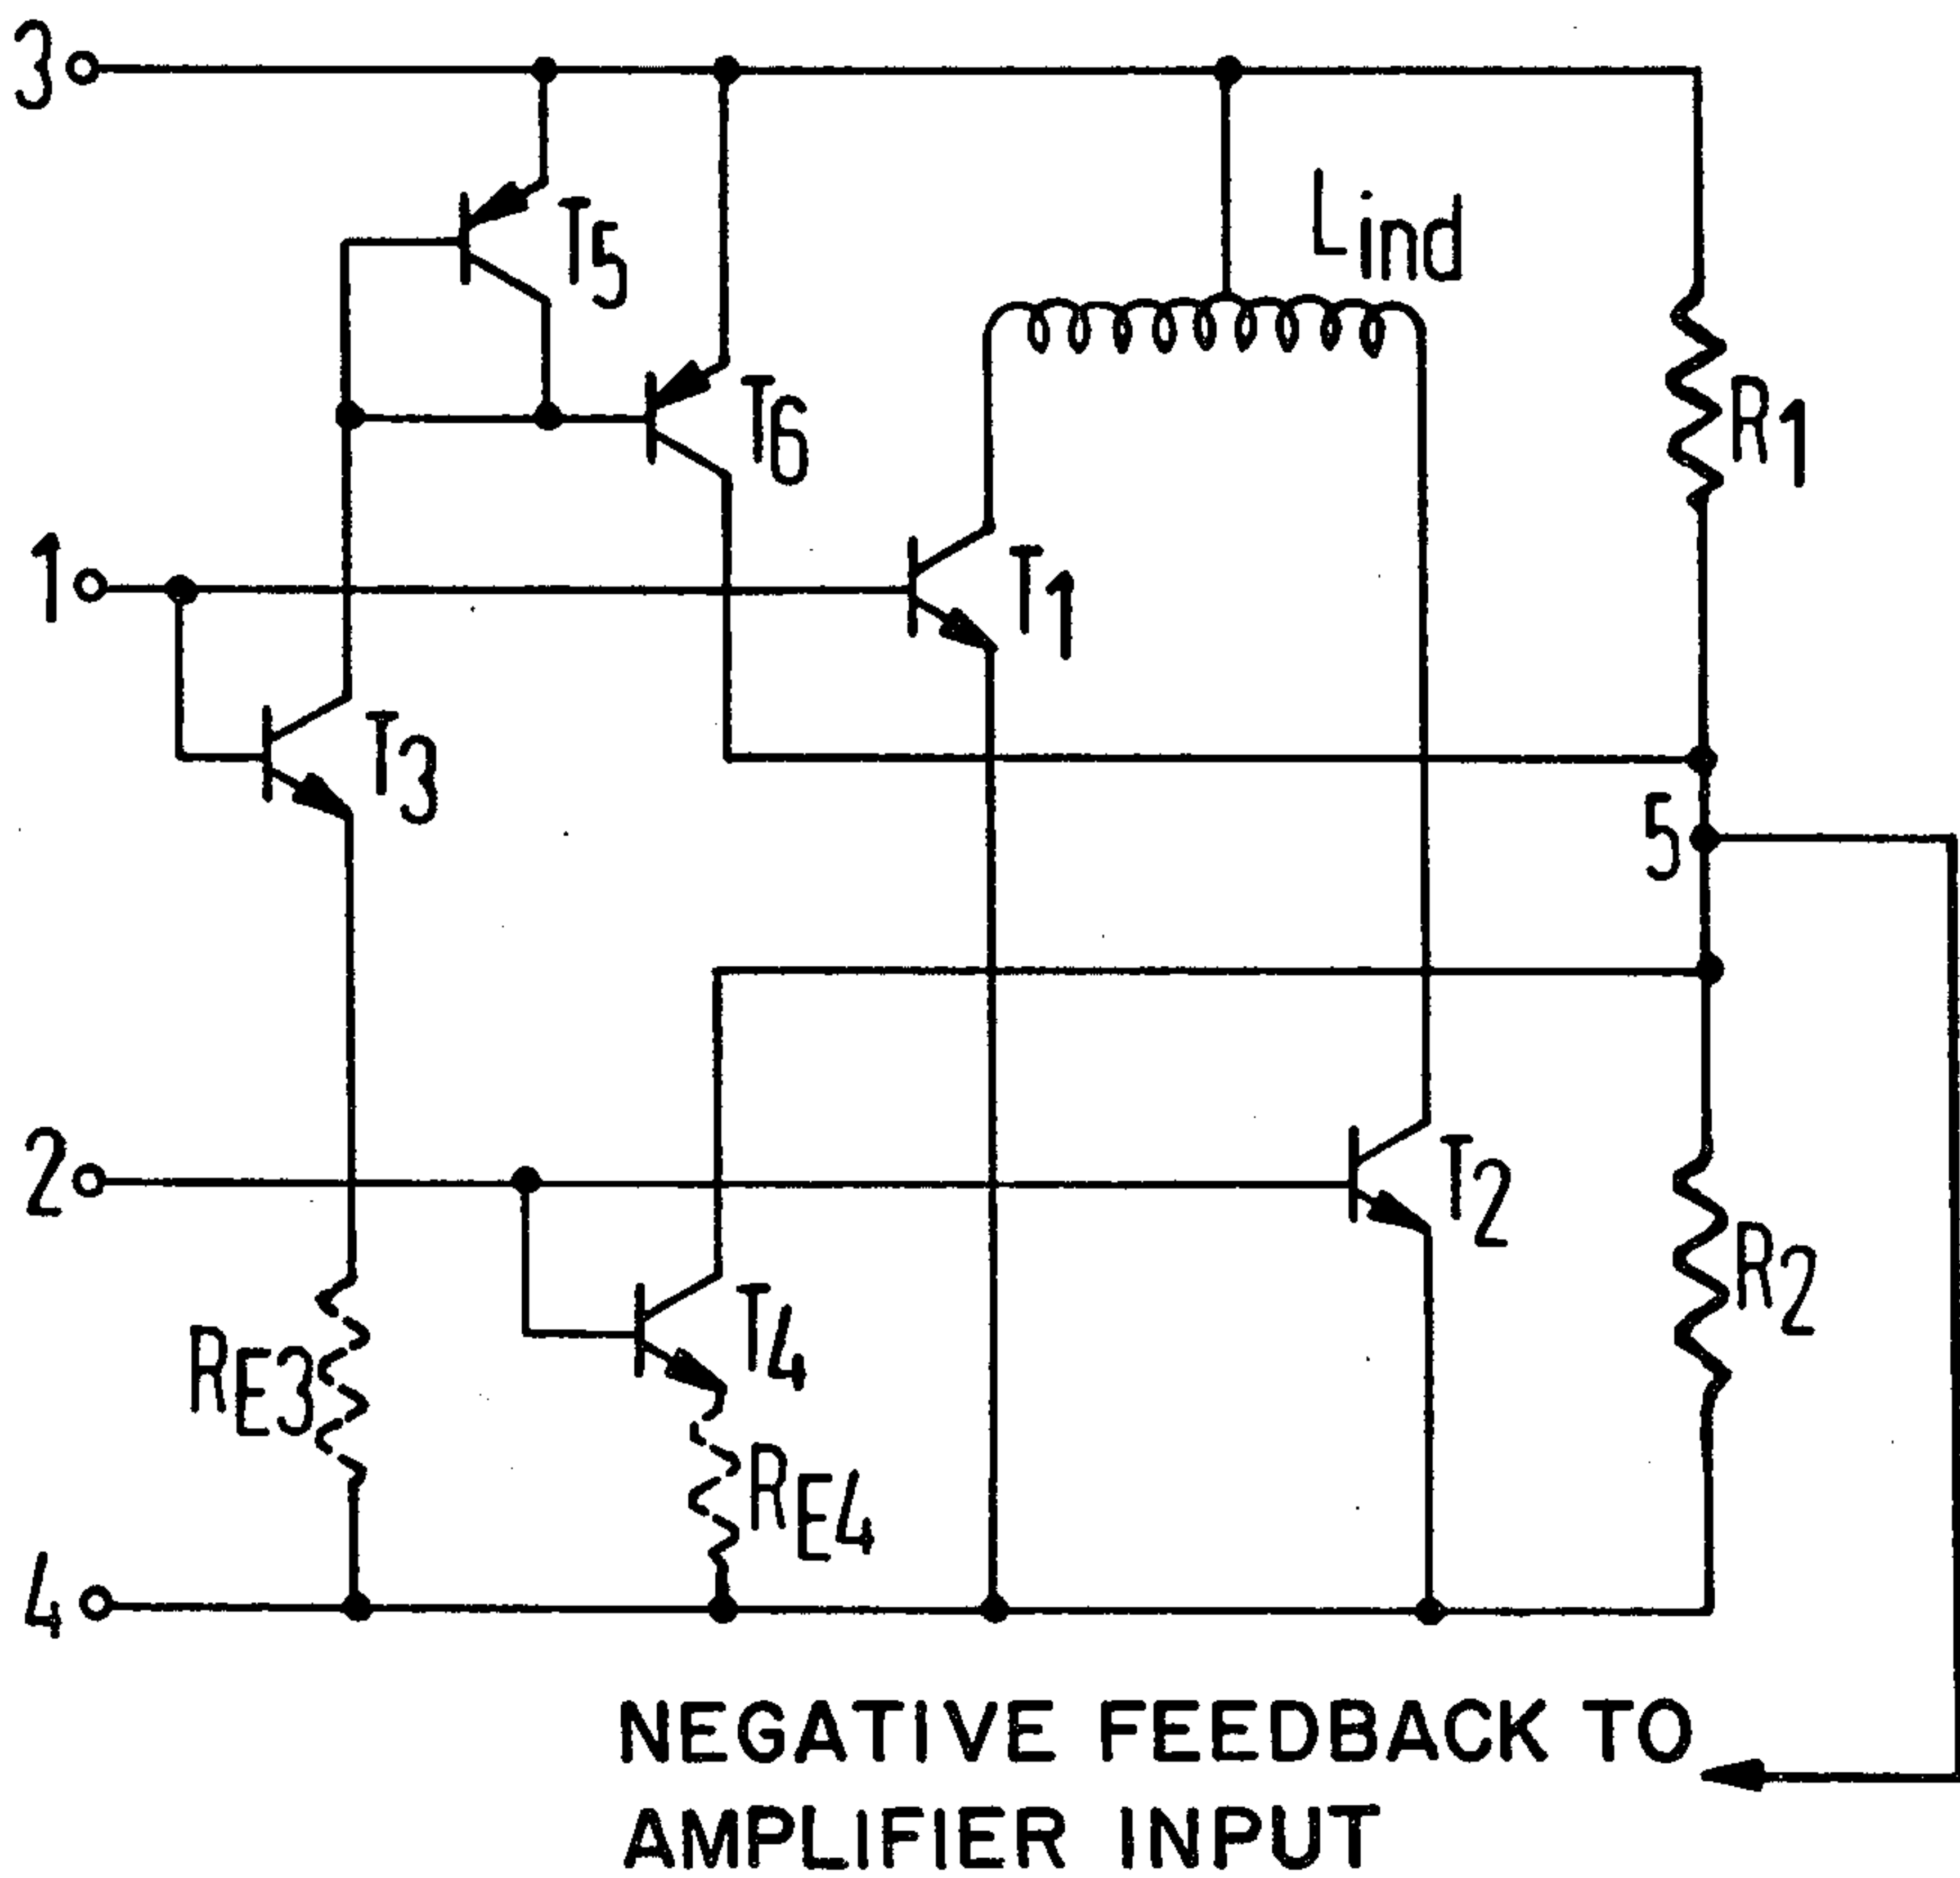 3
T5
Lind
T6
R1
1
T1
T3
5
2
T2
R2
T4
RE3
RE4
4
NEGATIVE FEEDBACK TO
AMPLIFIER INPUT